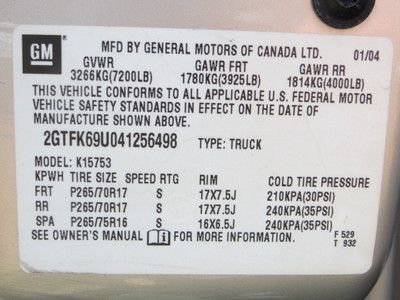 GM
MFD BY GENERAL MOTORS OF CANADA LTD. 01/04
GVWR GAWR FRT GAWR RR
3266KG(7200LB) 1780KG(3925LB) 1814KG(4000LB)
THIS VEHICLE CONFORMS TO ALL APPLICABLE U.S. FEDERAL MOTOR
VEHICLE SAFETY STANDARDS IN EFFECT ON THE DATE OF
MANUFACTURE SHOWN ABOVE.
2GTFK69U041256498 TYPE: TRUCK
MODEL: K15753
KPWH TIRE SIZE SPEED RTG RIM COLD TIRE PRESSURE
FRT P265/70R17 S 17X7.5J 210KPA(30PSI)
RR P265/70R17 S 17X7.5J 240KPA(35PSI)
SPA P265/75R16 S 16X6.5J 240KPA(35PSI)
SEE OWNER'S MANUAL FOR MORE INFORMATION. F 529
T 932